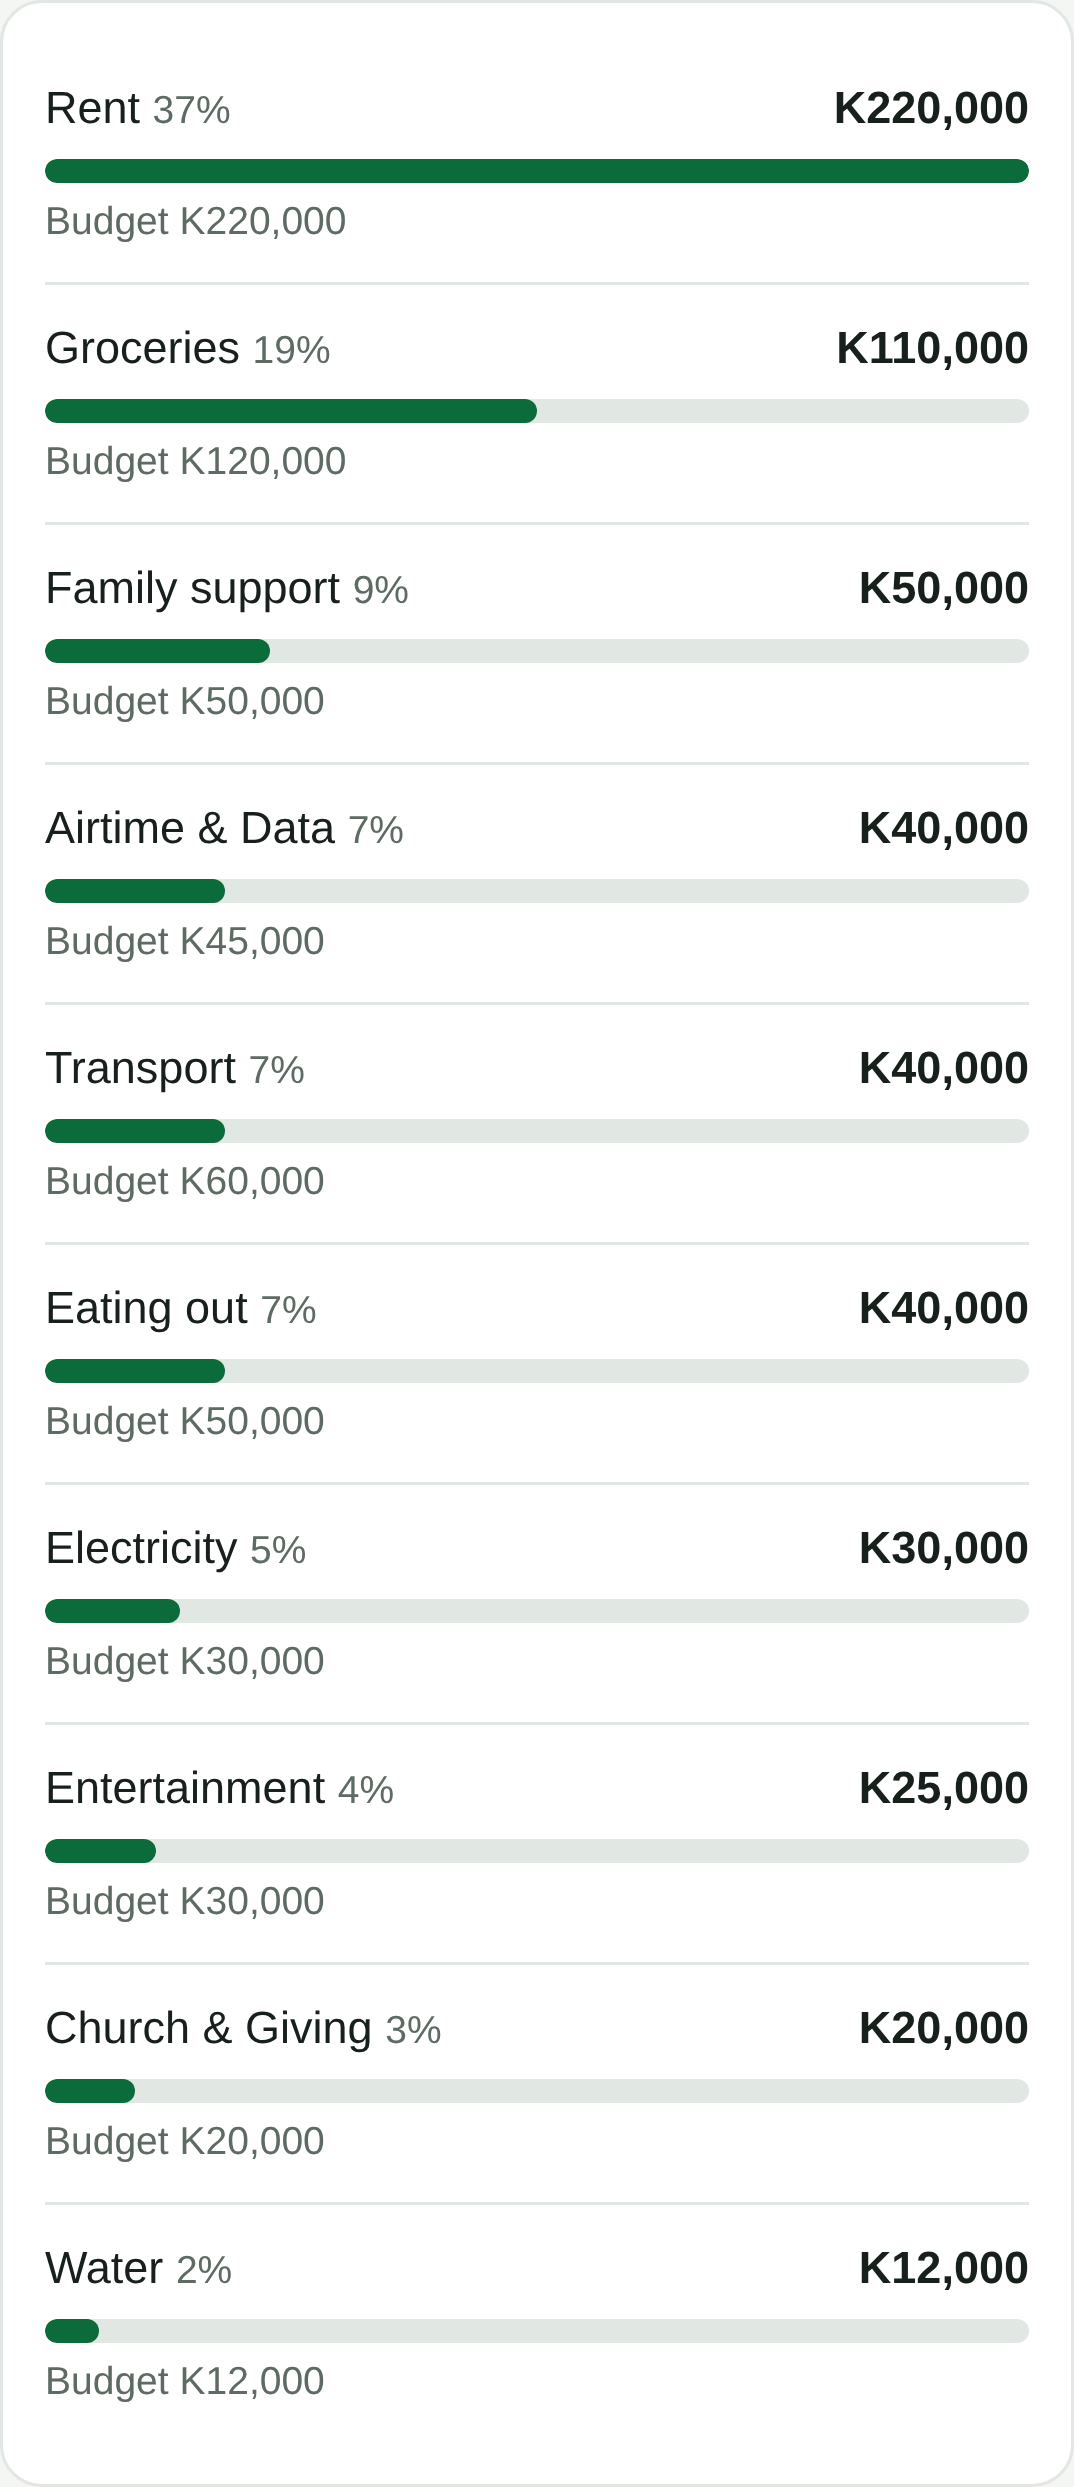 Rent 37% K220,000
Budget K220,000
Groceries 19% K110,000
Budget K120,000
Family support 9% K50,000
Budget K50,000
Airtime & Data 7% K40,000
Budget K45,000
Transport 7% K40,000
Budget K60,000
Eating out 7% K40,000
Budget K50,000
Electricity 5% K30,000
Budget K30,000
Entertainment 4% K25,000
Budget K30,000
Church & Giving 3% K20,000
Budget K20,000
Water 2% K12,000
Budget K12,000